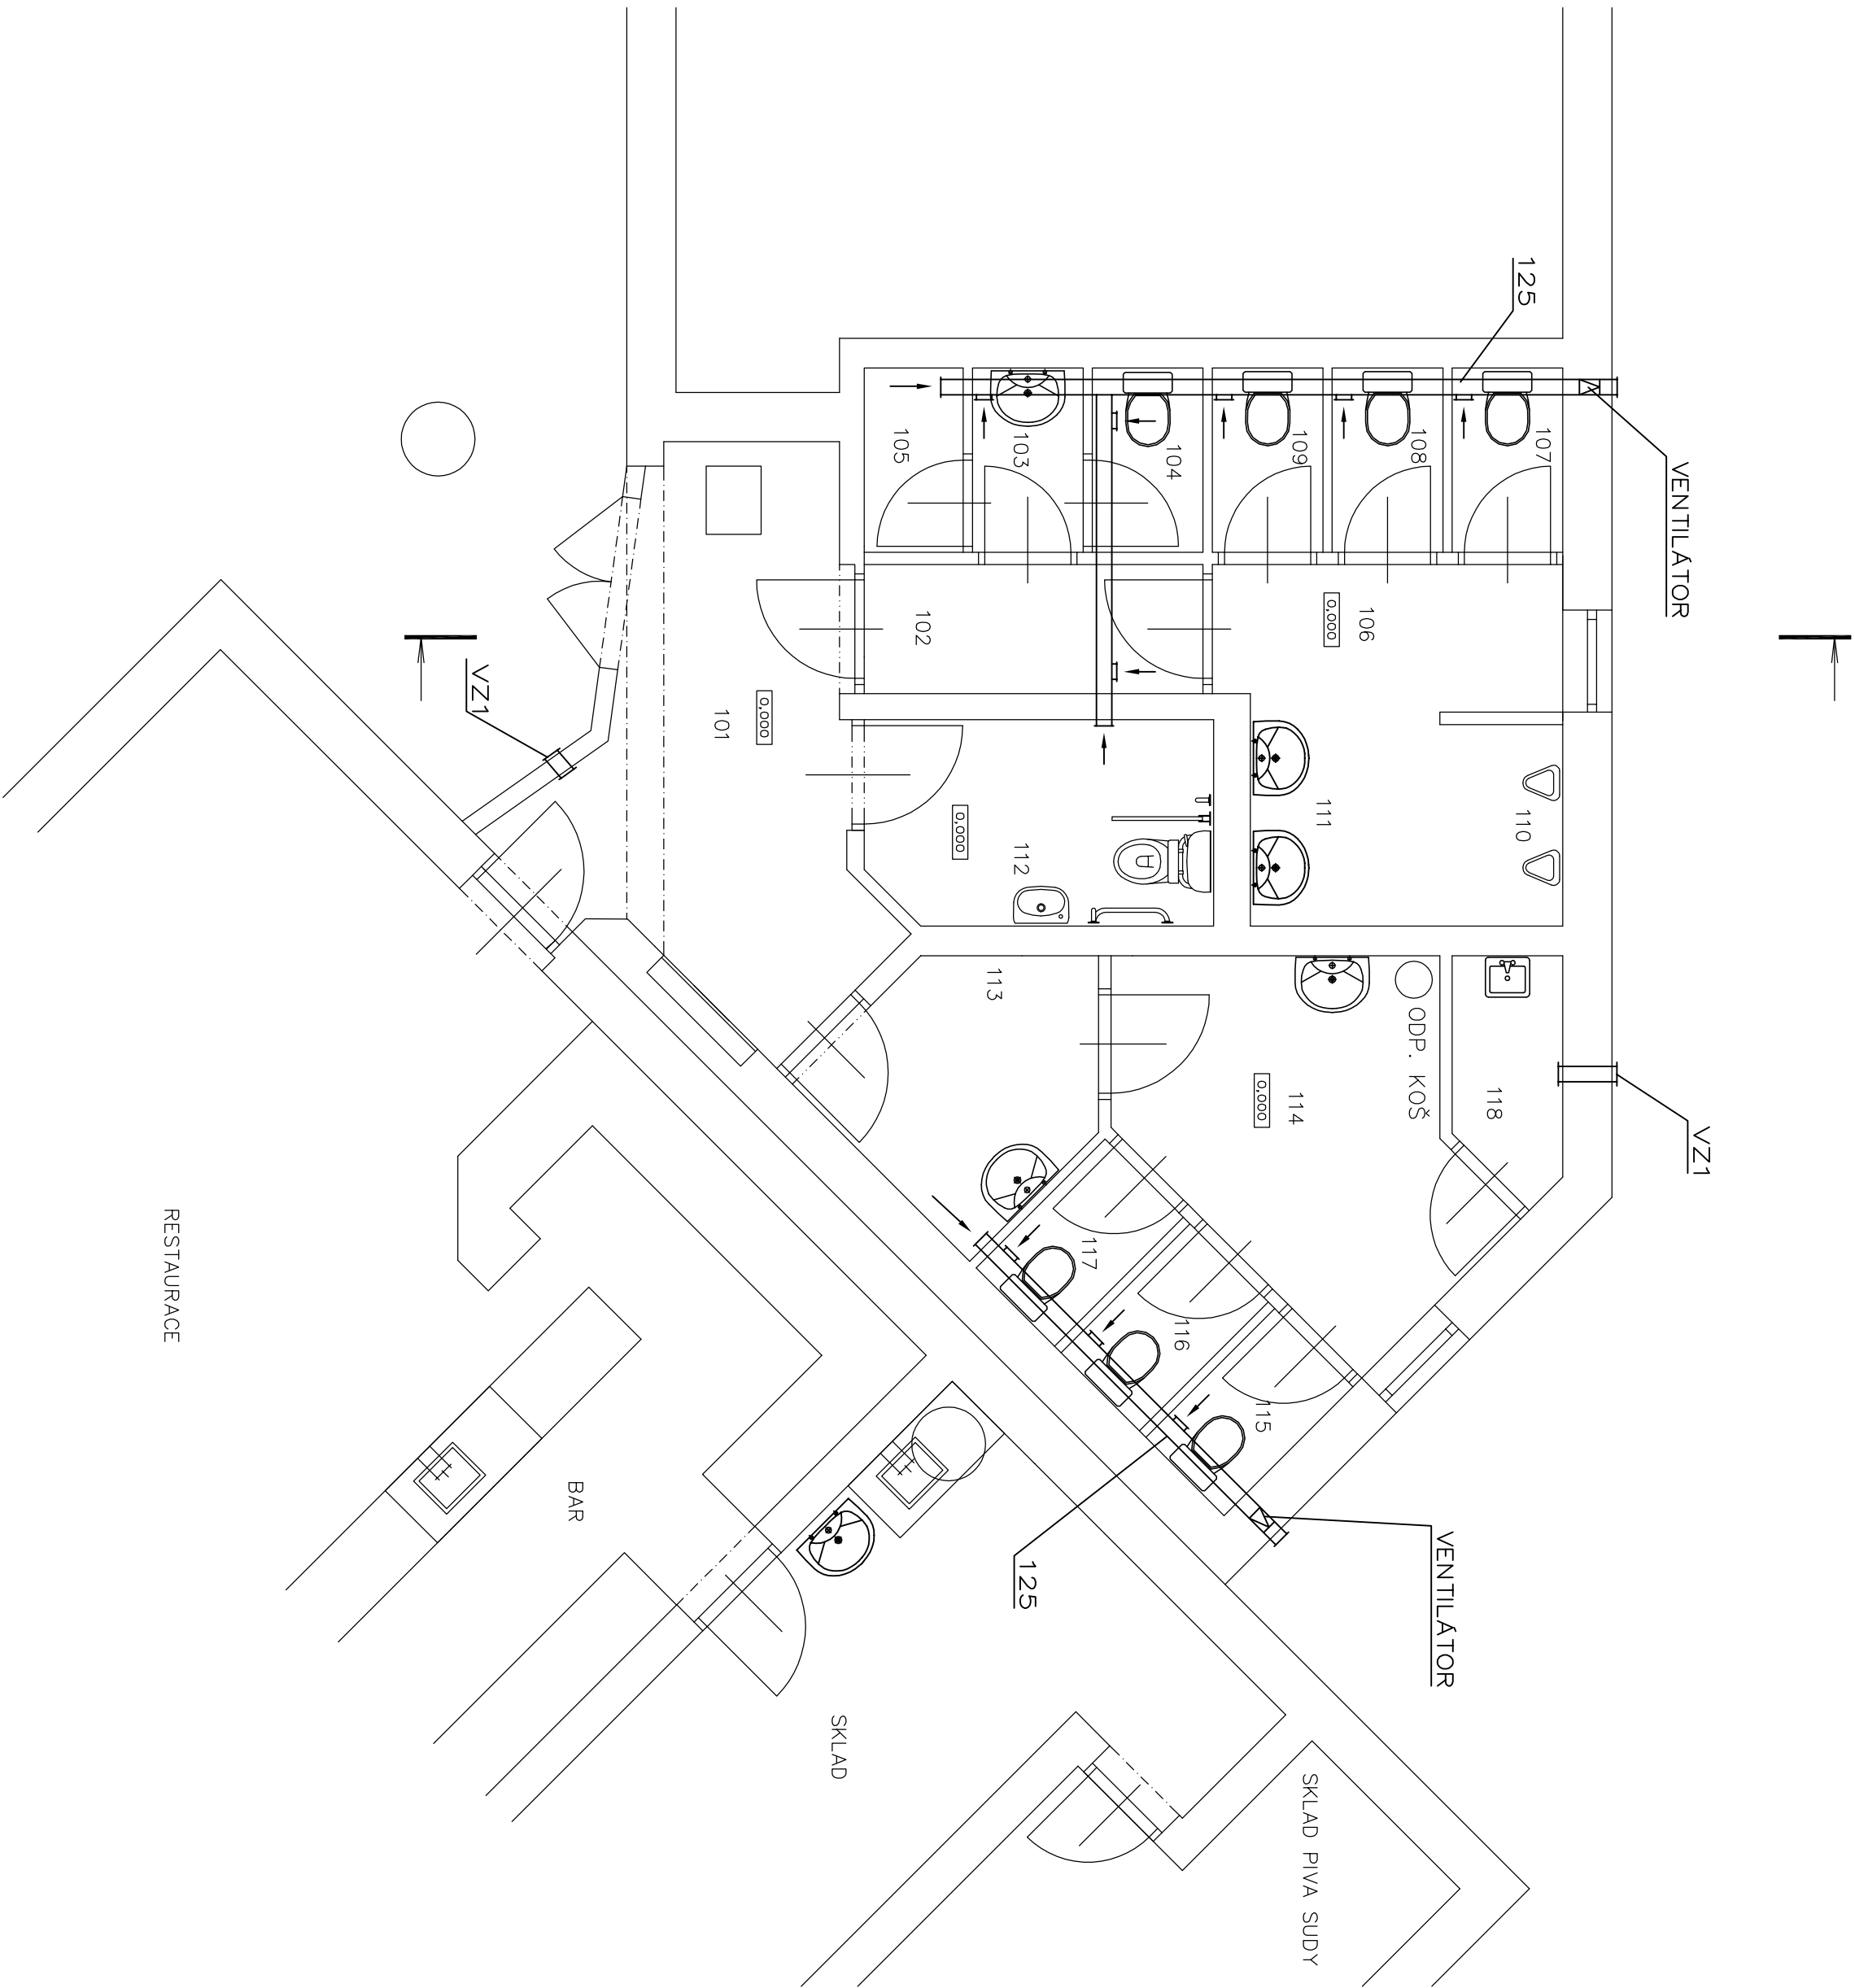 VZ1
VENTILÁTOR
107
125
110
118
VENTILÁTOR
108
ODP. KOŠ
106
0,000
111
SKLAD PIVA SUDY
109
114
115
0,000
116
104
117
125
103
112
113
0,000
102
105
SKLAD
0,000
101
BAR
VZ1
RESTAURACE